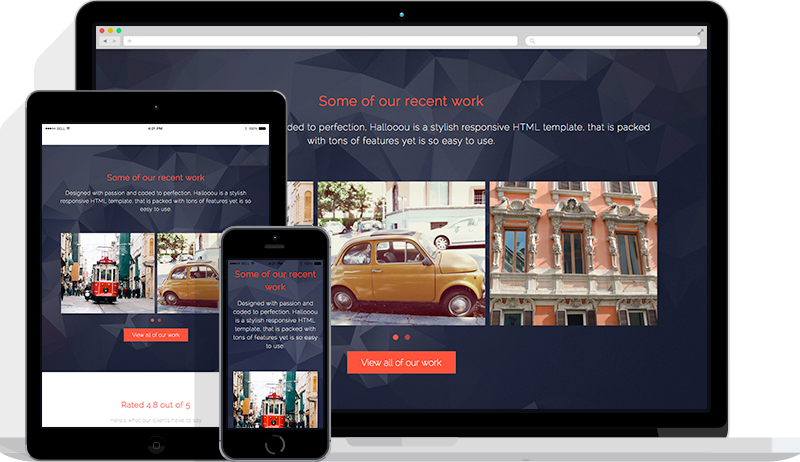 Some of our recent work
coded to perfection, Hallooou is a stylish responsive HTML template, that is packed
with tons of features yet is so easy to use.
View all of our work
SELL
4:21 PM
100%
Some of our recent work
Designed with passion and coded to perfection, Hallooou is a stylish
responsive HTML template, that is packed with tons of features yet is so
easy to use.
View all of our work
Rated 4.8 out of 5
Here's what our clients have to say!
Some of our recent
work
Designed with passion and
coded to perfection, Hallooou
is a stylish responsive HTML
template, that is packed with
tons of features yet is so easy
to use.